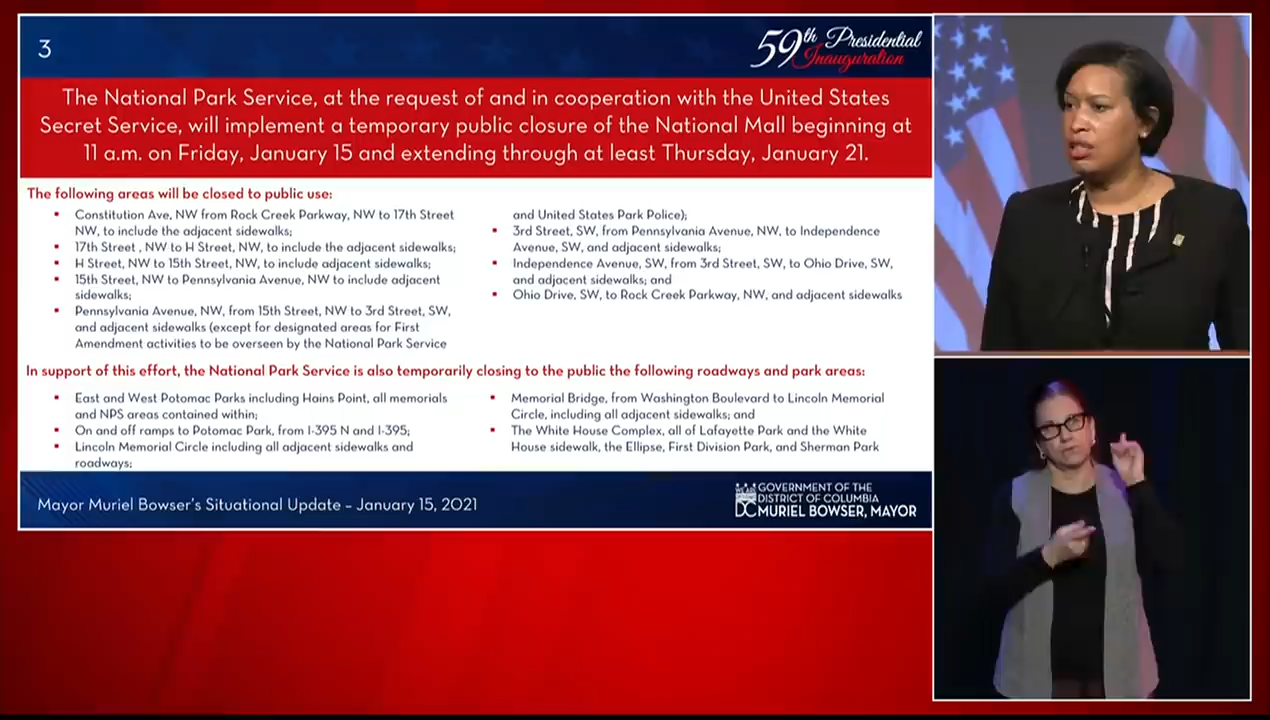 3
59th Presidential
Inauguration
The National Park Service, at the request of and in cooperation with the United States
Secret Service, will implement a temporary public closure of the National Mall beginning at
11 a.m. on Friday, January 15 and extending through at least Thursday, January 21.
The following areas will be closed to public use:
▪ Constitution Ave, NW from Rock Creek Parkway, NW to 17th Street
NW, to include the adjacent sidewalks;
▪ 17th Street , NW to H Street, NW, to include the adjacent sidewalks;
▪ H Street, NW to 15th Street, NW, to include adjacent sidewalks;
▪ 15th Street, NW to Pennsylvania Avenue, NW to include adjacent
sidewalks;
▪ Pennsylvania Avenue, NW, from 15th Street, NW to 3rd Street, SW,
and adjacent sidewalks (except for designated areas for First
Amendment activities to be overseen by the National Park Service
and United States Park Police);
▪ 3rd Street, SW, from Pennsylvania Avenue, NW, to Independence
Avenue, SW, and adjacent sidewalks;
▪ Independence Avenue, SW, from 3rd Street, SW, to Ohio Drive, SW,
and adjacent sidewalks; and
▪ Ohio Drive, SW, to Rock Creek Parkway, NW, and adjacent sidewalks
In support of this effort, the National Park Service is also temporarily closing to the public the following roadways and park areas:
▪ East and West Potomac Parks including Hains Point, all memorials
and NPS areas contained within;
▪ On and off ramps to Potomac Park, from I-395 N and I-395;
▪ Lincoln Memorial Circle including all adjacent sidewalks and
roadways;
▪ Memorial Bridge, from Washington Boulevard to Lincoln Memorial
Circle, including all adjacent sidewalks; and
▪ The White House Complex, all of Lafayette Park and the White
House sidewalk, the Ellipse, First Division Park, and Sherman Park
Mayor Muriel Bowser's Situational Update – January 15, 2021
WE ARE
WASHINGTON
DC
GOVERNMENT OF THE
DISTRICT OF COLUMBIA
MURIEL BOWSER, MAYOR